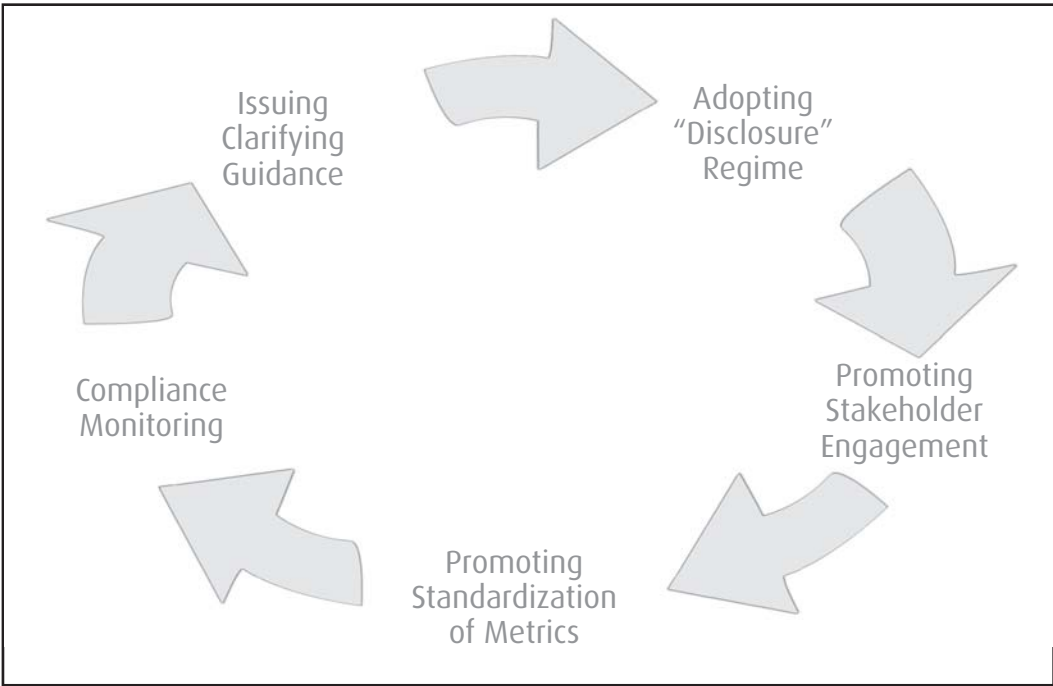 Issuing
Clarifying
Guidance
Adopting
“Disclosure”
Regime
Promoting
Stakeholder
Engagement
Promoting
Standardization
of Metrics
Compliance
Monitoring